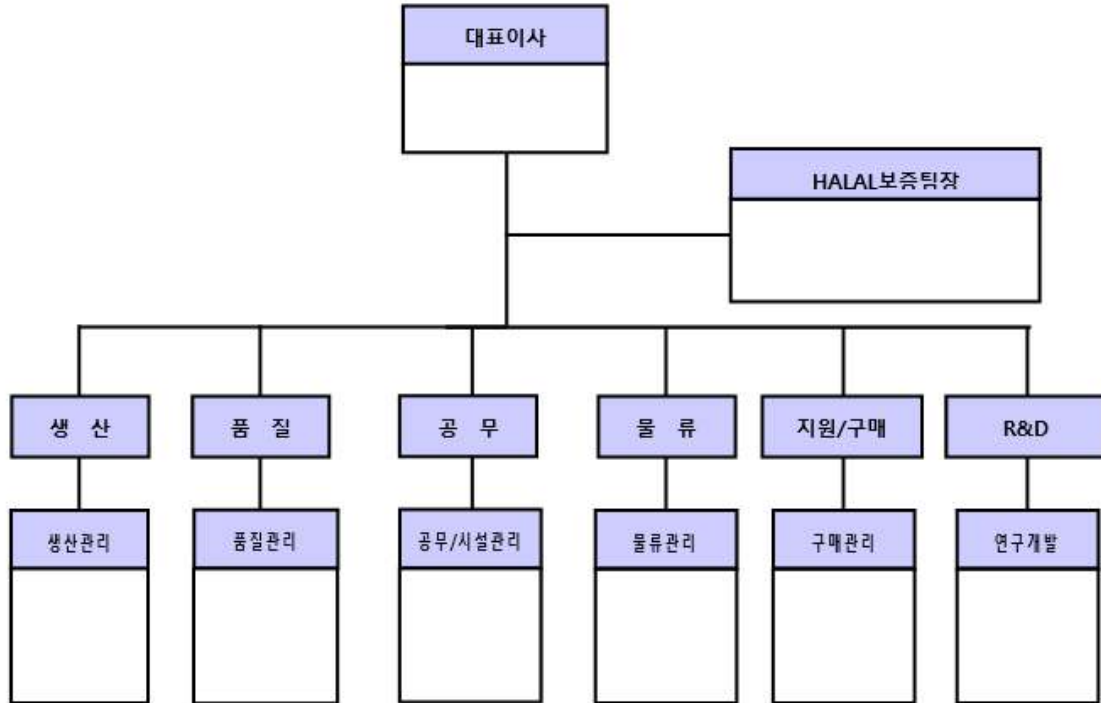 대표이사
HALAL보증팀장
생 산
품 질
공 무
물 류
지원/구매
R&D
생산관리
품질관리
공무/시설관리
물류관리
구매관리
연구개발